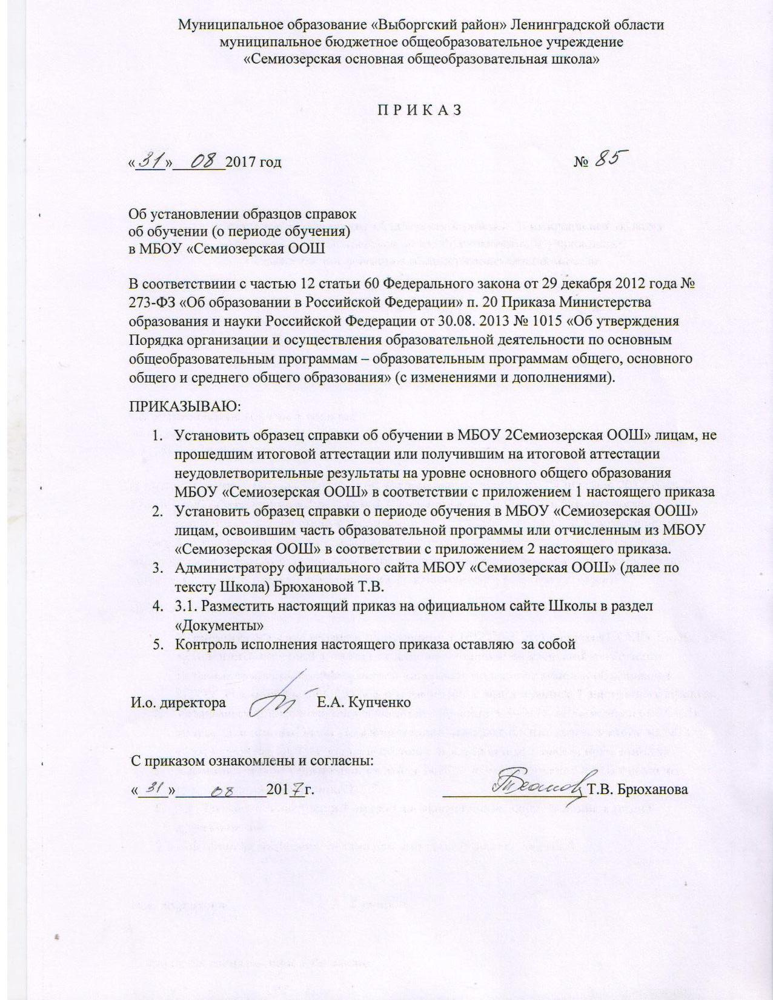 Муниципальное образование «Выборгский район» Ленинградской области
муниципальное бюджетное общеобразовательное учреждение
«Семиозерская основная общеобразовательная школа»
П Р И К А З
«31» 08 2017 год № 85
Об установлении образцов справок
об обучении (о периоде обучения)
в МБОУ «Семиозерская ООШ
В соответствиии с частью 12 статьи 60 Федерального закона от 29 декабря 2012 года №
273-ФЗ «Об образовании в Российской Федерации» п. 20 Приказа Министерства
образования и науки Российской Федерации от 30.08. 2013 № 1015 «Об утверждения
Порядка организации и осуществления образовательной деятельности по основным
общеобразовательным программам – образовательным программам общего, основного
общего и среднего общего образования» (с изменениями и дополнениями).
ПРИКАЗЫВАЮ:
1. Установить образец справки об обучении в МБОУ 2Семиозерская ООШ» лицам, не
прошедшим итоговой аттестации или получившим на итоговой аттестации
неудовлетворительные результаты на уровне основного общего образования
МБОУ «Семиозерская ООШ» в соответствии с приложением 1 настоящего приказа
2. Установить образец справки о периоде обучения в МБОУ «Семиозерская ООШ»
лицам, освоившим часть образовательной программы или отчисленным из МБОУ
«Семиозерская ООШ» в соответствии с приложением 2 настоящего приказа.
3. Администратору официального сайта МБОУ «Семиозерская ООШ» (далее по
тексту Школа) Брюхановой Т.В.
4. 3.1. Разместить настоящий приказ на официальном сайте Школы в раздел
«Документы»
5. Контроль исполнения настоящего приказа оставляю за собой
И.о. директора Е.А. Купченко
С приказом ознакомлены и согласны:
«31» 08 2017 г. Т.В. Брюханова